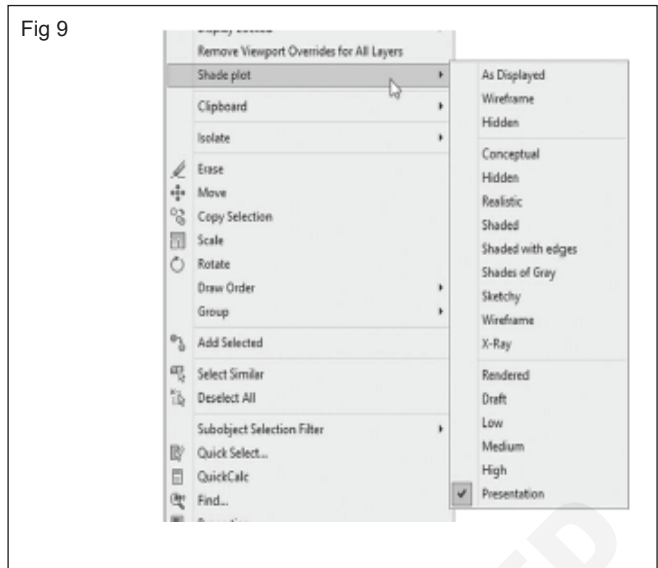 Fig 9
Remove Viewport Overrides for All Layers
Shade plot
Clipboard
Isolate
Erase
Move
Copy Selection
Scale
Rotate
Draw Order
Group
Add Selected
Select Similar
Deselect All
Subobject Selection Filter
Quick Select...
QuickCalc
Find...
As Displayed
Wireframe
Hidden
Conceptual
Hidden
Realistic
Shaded
Shaded with edges
Shades of Gray
Sketchy
Wireframe
X-Ray
Rendered
Draft
Low
Medium
High
Presentation